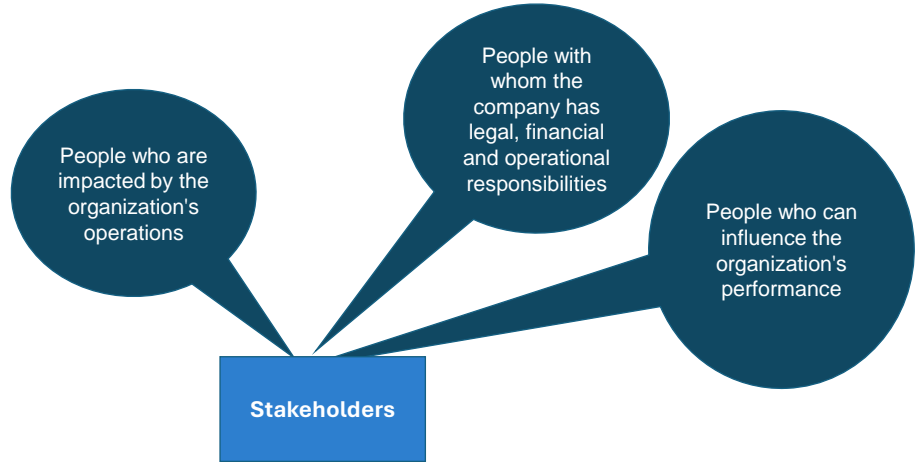 People who are
impacted by the
organization's
operations
People with
whom the
company has
legal, financial
and operational
responsibilities
People who can
influence the
organization's
performance
Stakeholders